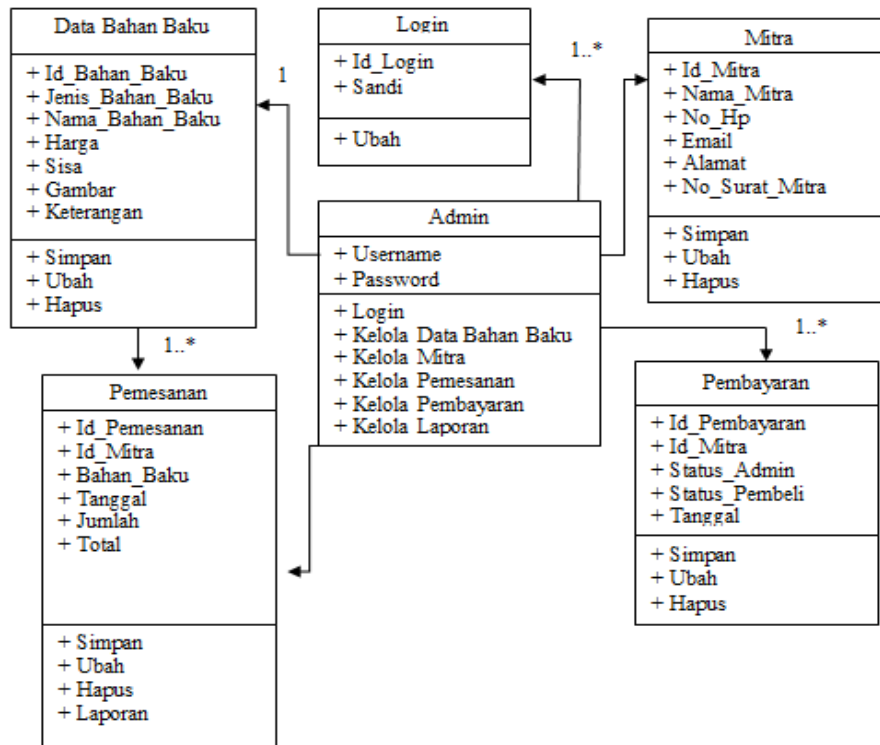 Data Bahan Baku
+ Id_Bahan_Baku
+ Jenis_Bahan_Baku
+ Nama_Bahan_Baku
+ Harga
+ Sisa
+ Gambar
+ Keterangan
+ Simpan
+ Ubah
+ Hapus
1
Login
+ Id_Login
+ Sandi
+ Ubah
1..*
Mitra
+ Id_Mitra
+ Nama_Mitra
+ No_Hp
+ Email
+ Alamat
+ No_Surat_Mitra
+ Simpan
+ Ubah
+ Hapus
Admin
+ Username
+ Password
+ Login
+ Kelola Data Bahan Baku
+ Kelola Mitra
+ Kelola Pemesanan
+ Kelola Pembayaran
+ Kelola Laporan
1..*
Pemesanan
+ Id_Pemesanan
+ Id_Mitra
+ Bahan_Baku
+ Tanggal
+ Jumlah
+ Total
+ Simpan
+ Ubah
+ Hapus
+ Laporan
1..*
Pembayaran
+ Id_Pembayaran
+ Id_Mitra
+ Status_Admin
+ Status_Pembeli
+ Tanggal
+ Simpan
+ Ubah
+ Hapus